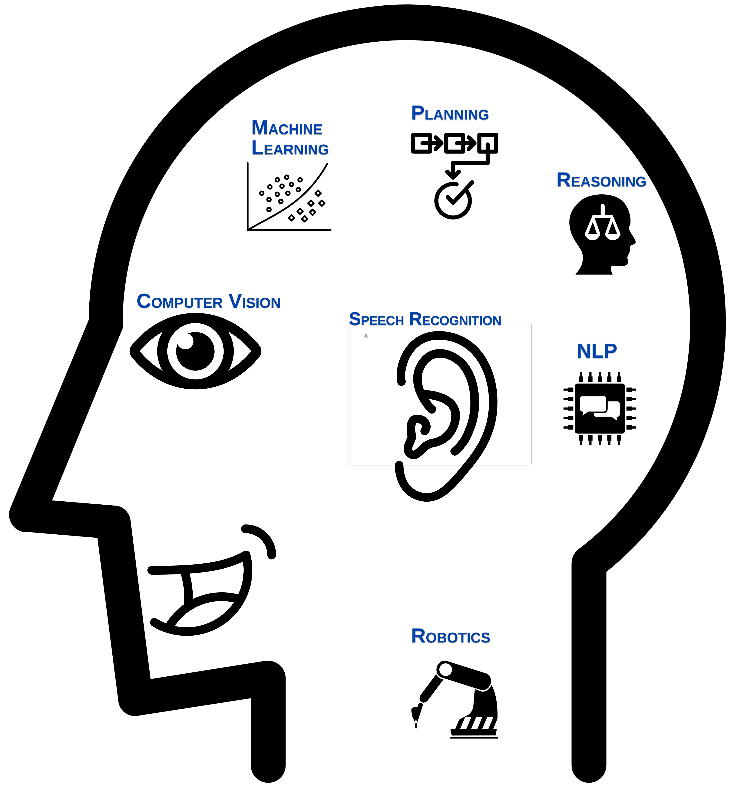 Machine
Learning
Planning
Reasoning
Computer Vision
Speech Recognition
NLP
Robotics